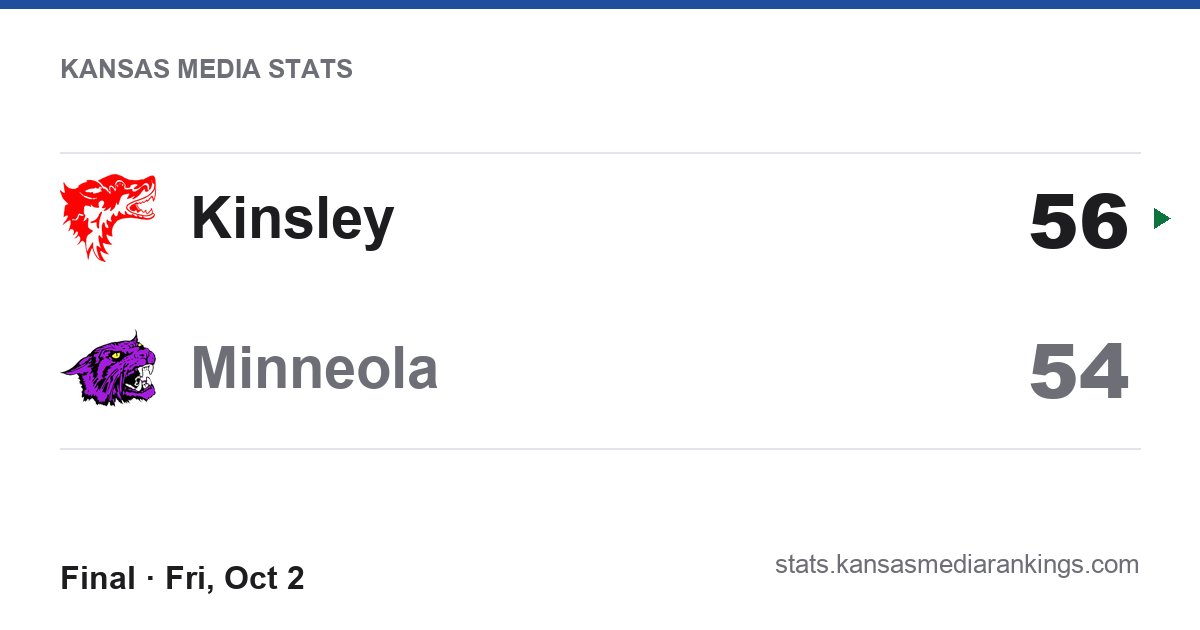 KANSAS MEDIA STATS
Kinsley 56
Minneola 54
Final · Fri, Oct 2
stats.kansasmediarankings.com